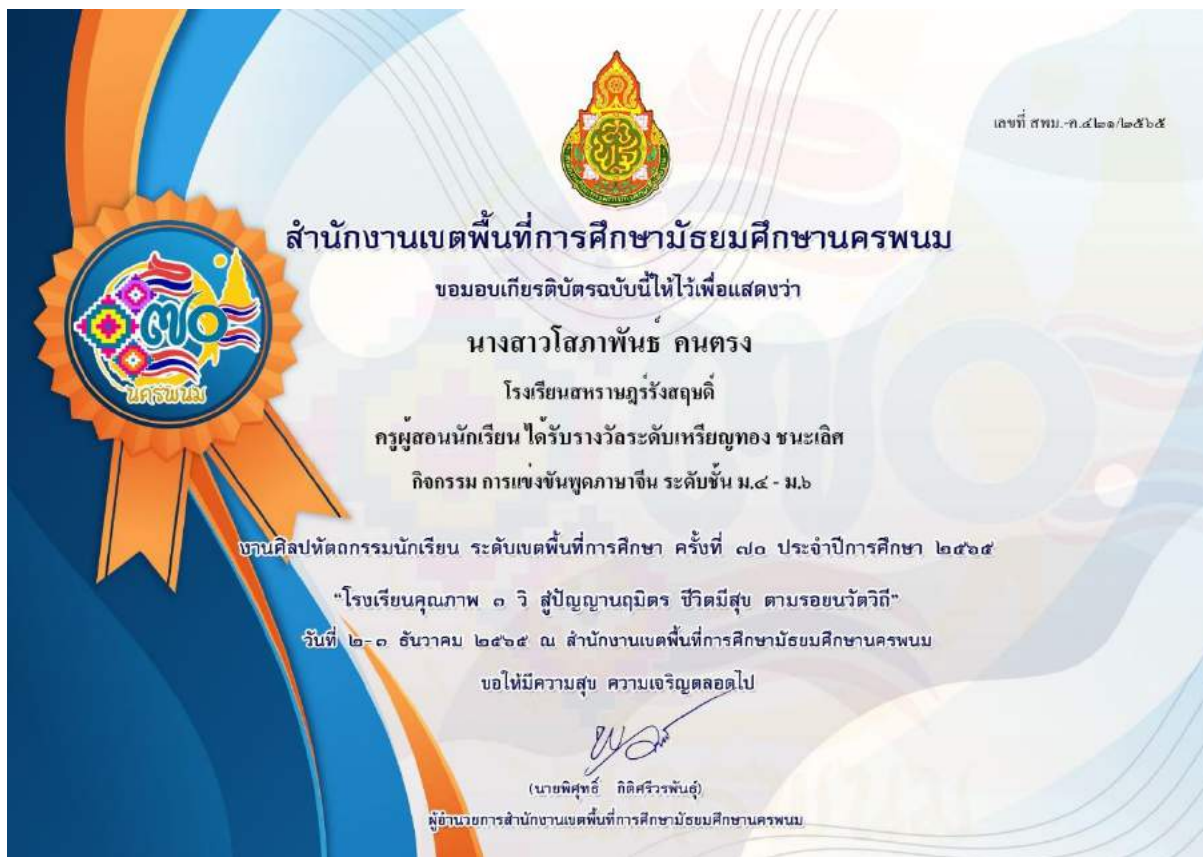 เลขที่ สพม.-ค.๔๒๑/๒๕๖๕
สำนักงานเขตพื้นที่การศึกษามัธยมศึกษานครพนม
ขอมอบเกียรติบัตรฉบับนี้ให้ไว้เพื่อแสดงว่า
นางสาวโสภาพันธ์ คนตรง
โรงเรียนสหราษฎร์รังสฤษดิ์
ครูผู้สอนนักเรียน ได้รับรางวัลระดับเหรียญทอง ชนะเลิศ
กิจกรรม การแข่งขันพูดภาษาจีน ระดับชั้น ม.๔ - ม.๖
งานศิลปหัตถกรรมนักเรียน ระดับเขตพื้นที่การศึกษา ครั้งที่ ๗๐ ประจำปีการศึกษา ๒๕๖๕
“โรงเรียนคุณภาพ ๓ วิ สู่ปัญญานฤมิตร ชีวิตมีสุข ตามรอยนวัตวิถี”
วันที่ ๒-๓ ธันวาคม ๒๕๖๕ ณ สำนักงานเขตพื้นที่การศึกษามัธยมศึกษานครพนม
ขอให้มีความสุข ความเจริญตลอดไป
(นายพิศุทธิ์ กิติศรีวรพันธุ์)
ผู้อำนวยการสำนักงานเขตพื้นที่การศึกษามัธยมศึกษานครพนม
๗๐
นครพนม